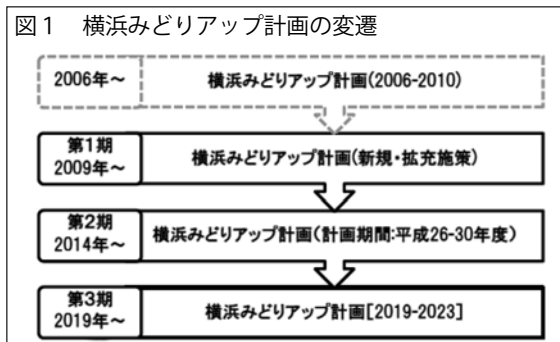 図1 横浜みどりアップ計画の変遷
2006年～ 横浜みどりアップ計画(2006-2010)
第1期
2009年～ 横浜みどりアップ計画(新規・拡充施策)
第2期
2014年～ 横浜みどりアップ計画(計画期間:平成26-30年度)
第3期
2019年～ 横浜みどりアップ計画[2019-2023]